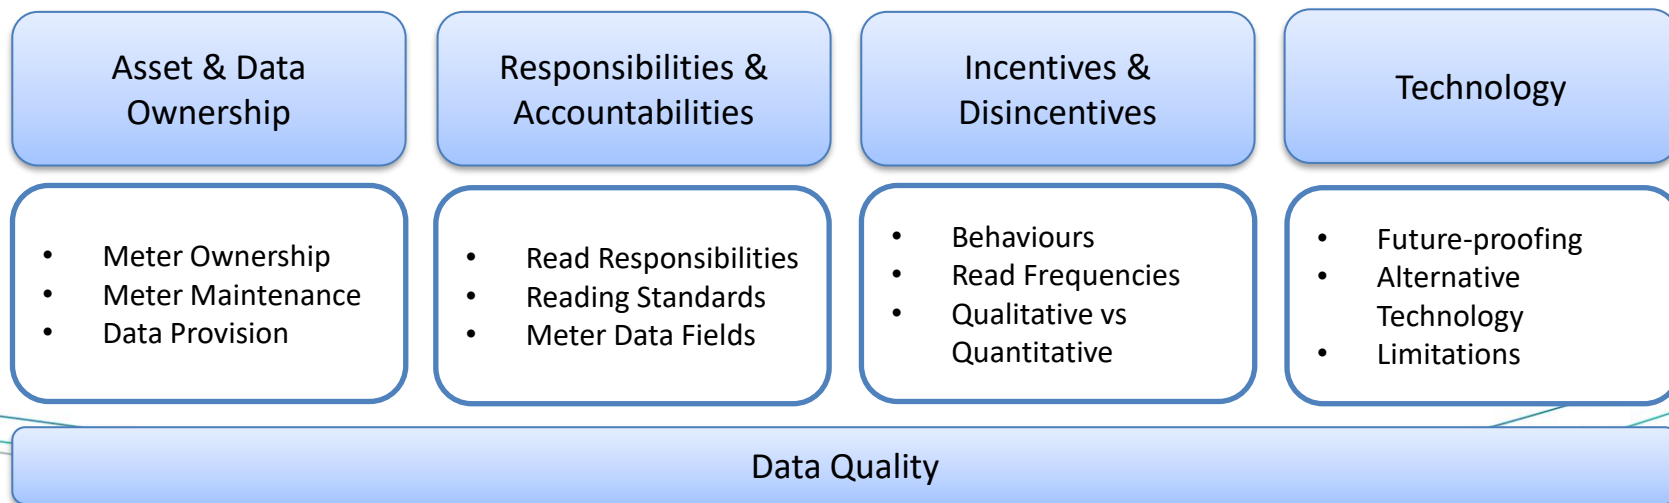 Asset & Data
Ownership
• Meter Ownership
• Meter Maintenance
• Data Provision
Responsibilities &
Accountabilities
• Read Responsibilities
• Reading Standards
• Meter Data Fields
Incentives &
Disincentives
• Behaviours
• Read Frequencies
• Qualitative vs
Quantitative
Technology
• Future-proofing
• Alternative
Technology
• Limitations
Data Quality